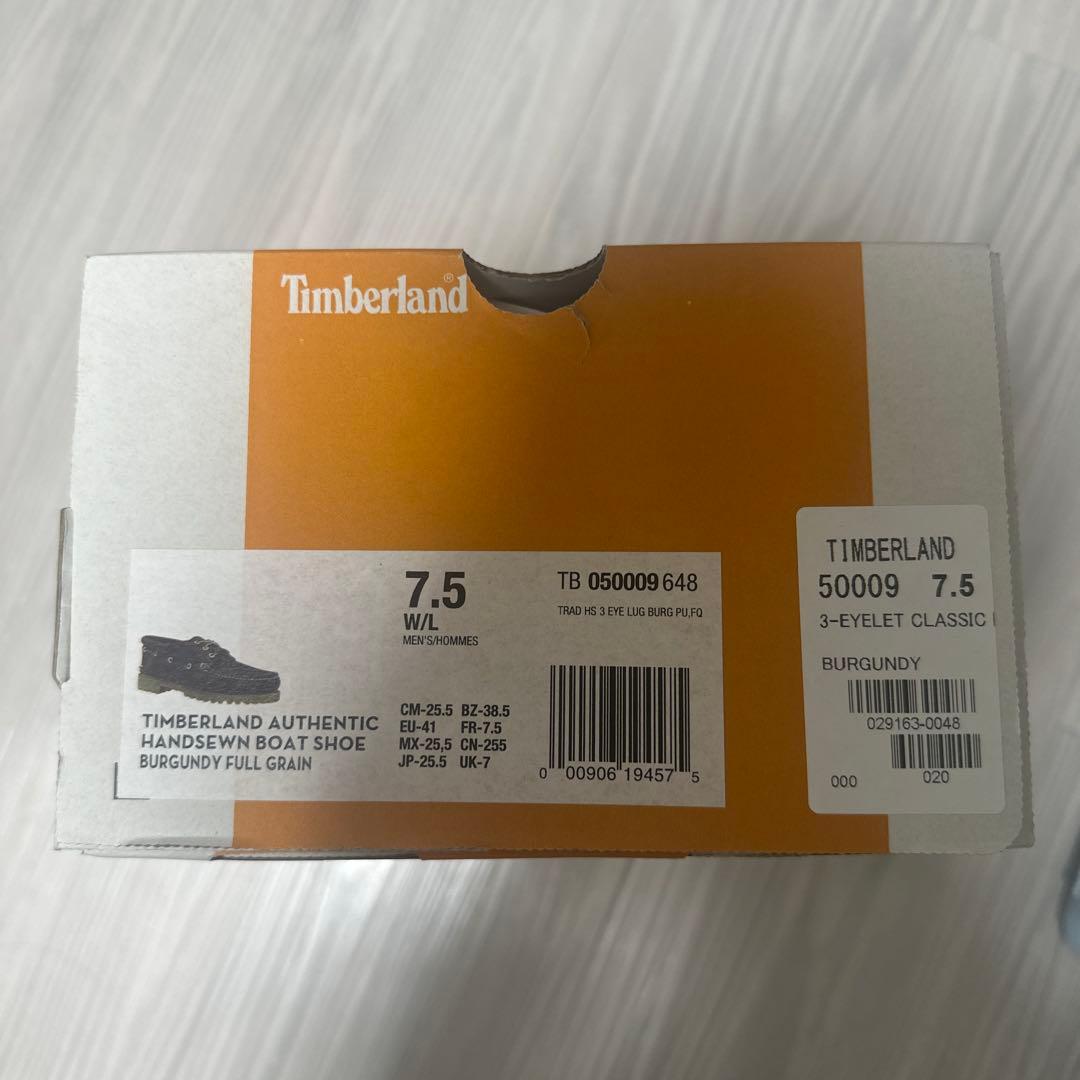 Timberland®
7.5
W/L
MEN'S/HOMMES
TB 050009 648
TRAD HS 3 EYE LUG BURG PU,FQ
TIMBERLAND AUTHENTIC
HANDSEWN BOAT SHOE
BURGUNDY FULL GRAIN
CM-25.5 BZ-38.5
EU-41 FR-7.5
MX-25,5 CN-255
JP-25.5 UK-7
0 00906 19457 5
TIMBERLAND
50009 7.5
3-EYELET CLASSIC
BURGUNDY
029163-0048
000 020